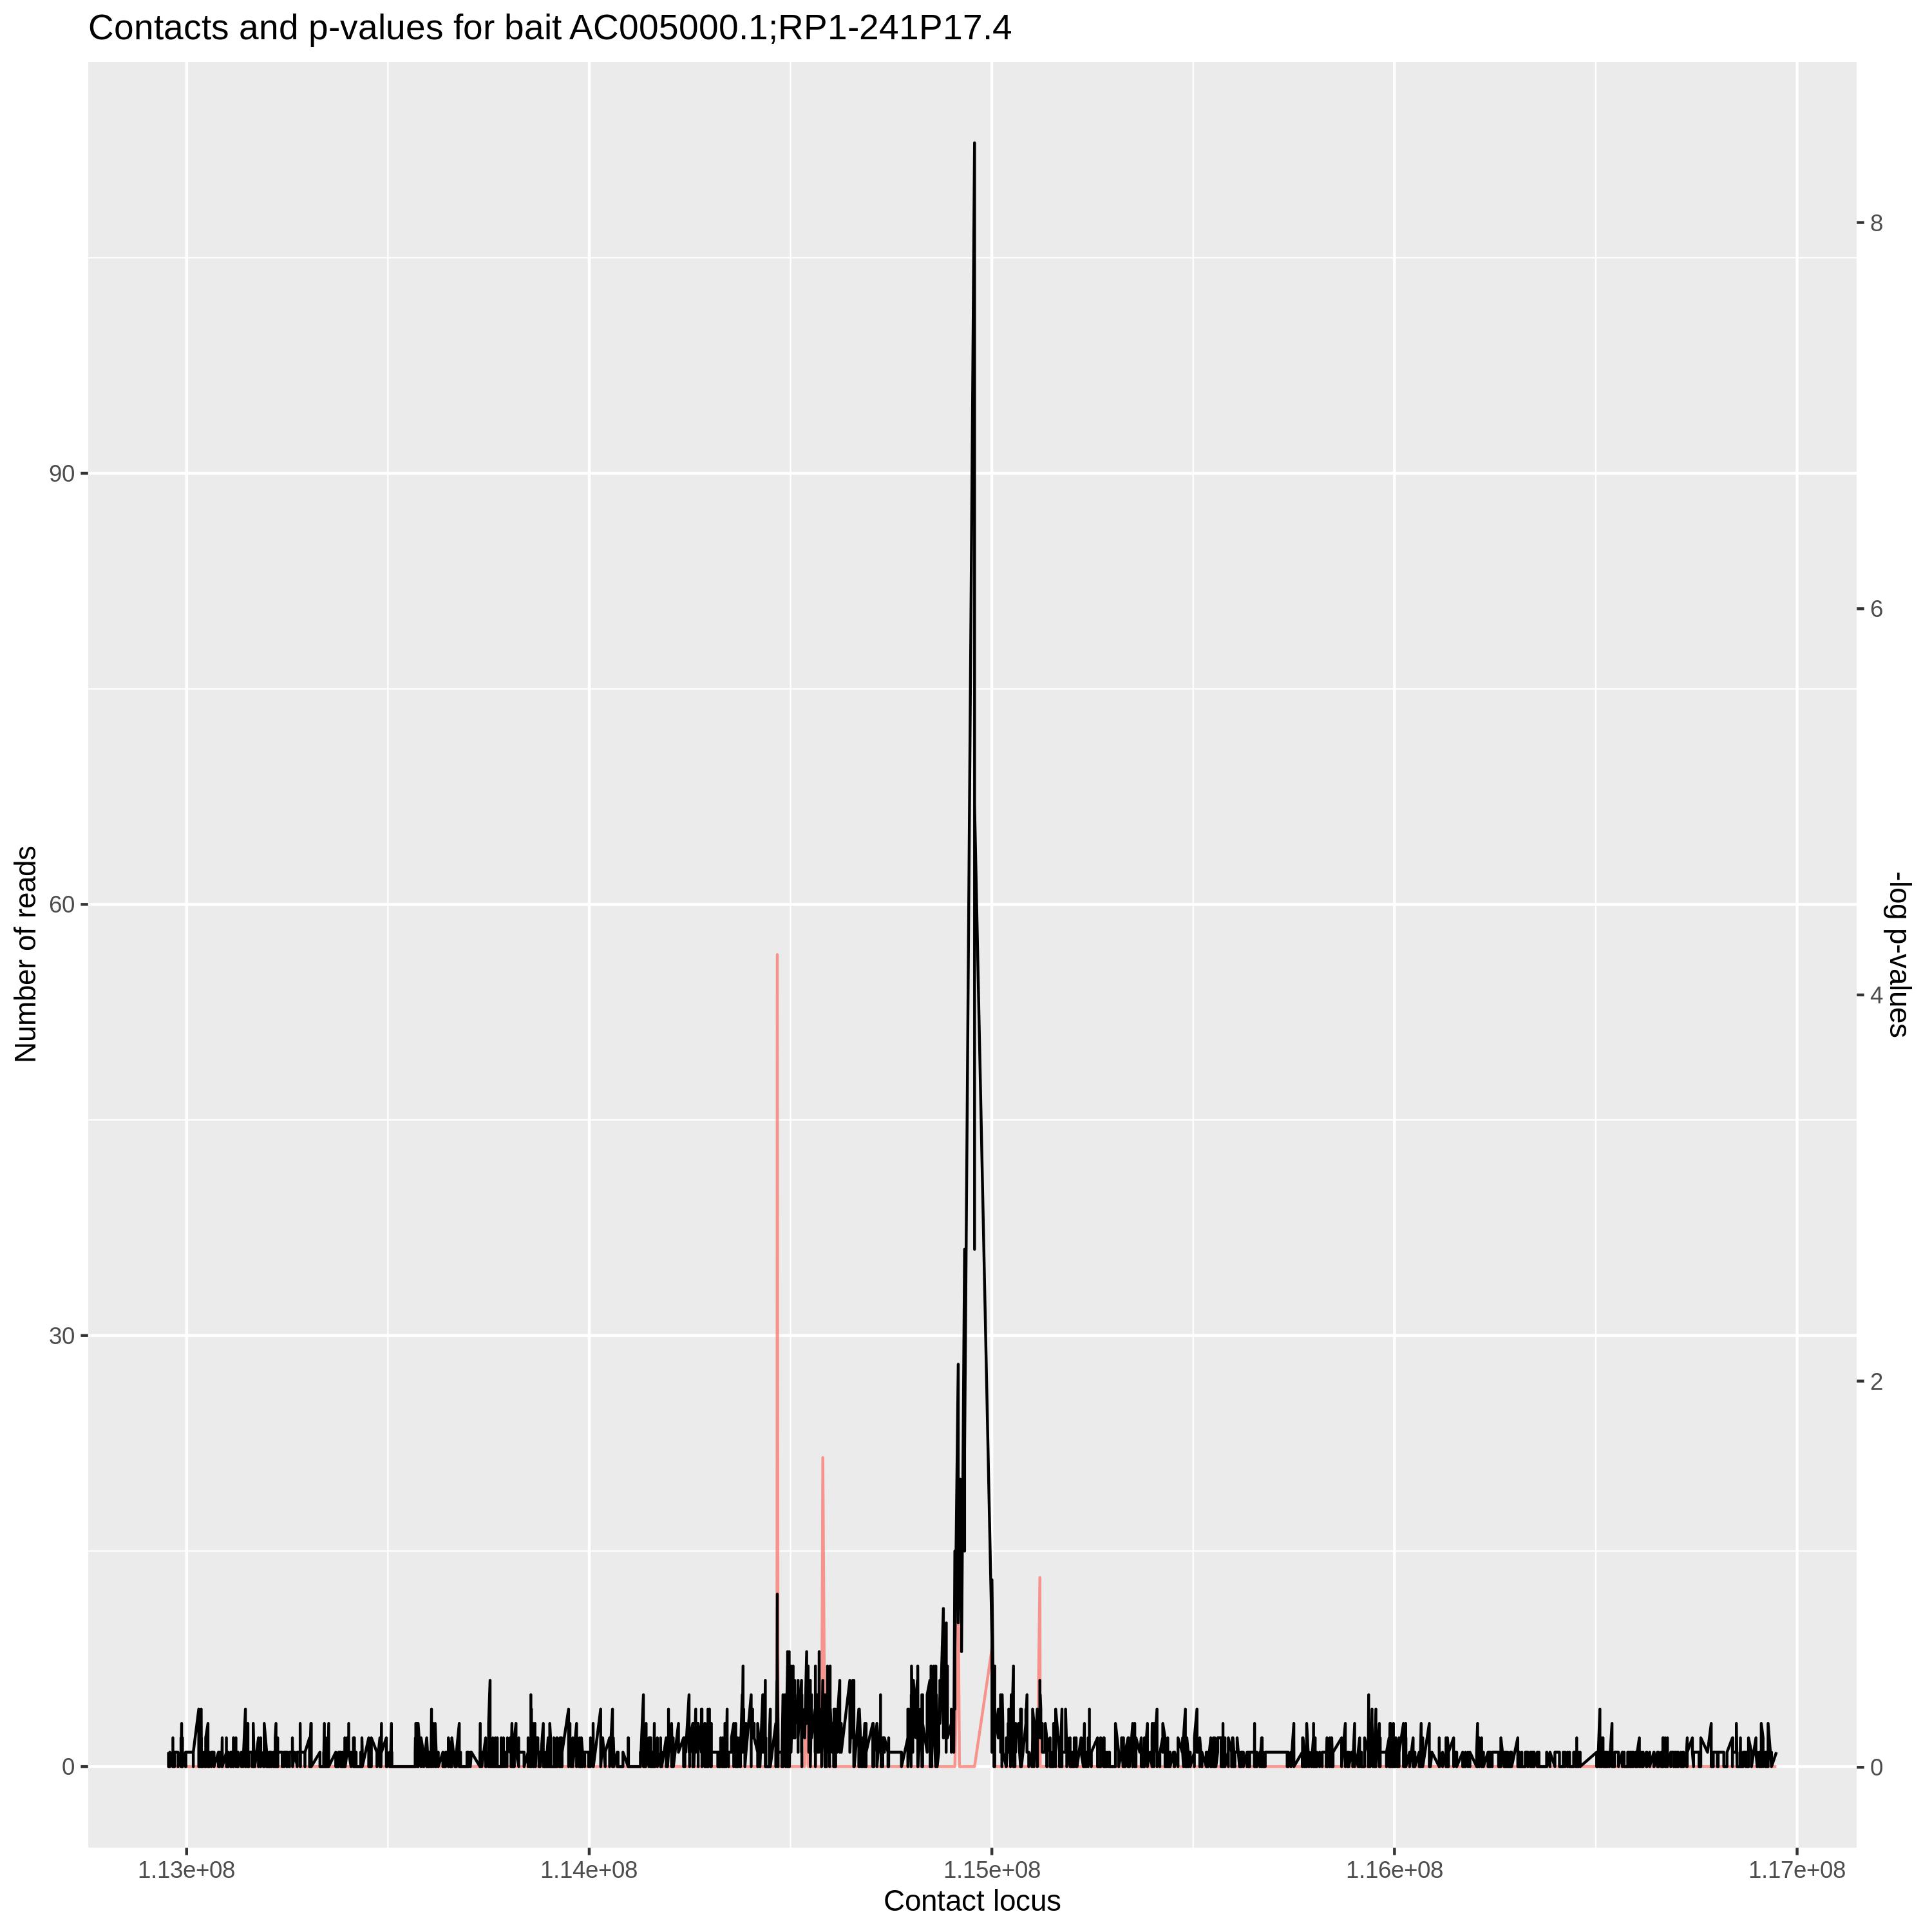 Contacts and p-values for bait AC005000.1;RP1-241P17.4
Number of reads
90
60
30
0
8
6
4
2
0
-log p-values
1.13e+08
1.14e+08
1.15e+08
1.16e+08
1.17e+08
Contact locus